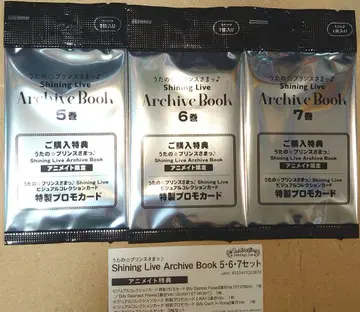 1枚入り
うたの☆プリンスさまっ♪
Shining Live
Archive Book
5巻
ご購入特典
うたの☆プリンスさまっ♪
Shining Live Archive Book
アニメイト限定
うたの☆プリンスさまっ♪ Shining Live
ビジュアルコレクションカード
特製プロモカード
1枚入り
うたの☆プリンスさまっ♪
Shining Live
Archive Book
6巻
ご購入特典
うたの☆プリンスさまっ♪
Shining Live Archive Book
アニメイト限定
うたの☆プリンスさまっ♪ Shining Live
ビジュアルコレクションカード
特製プロモカード
1枚入り
うたの☆プリンスさまっ♪
Shining Live
Archive Book
7巻
ご購入特典
うたの☆プリンスさまっ♪
Shining Live Archive Book
アニメイト限定
うたの☆プリンスさまっ♪ Shining Live
ビジュアルコレクションカード
特製プロモカード
うたの☆プリンスさまっ♪
Shining Live Archive Book 5・6・7セット
アニメイト特典